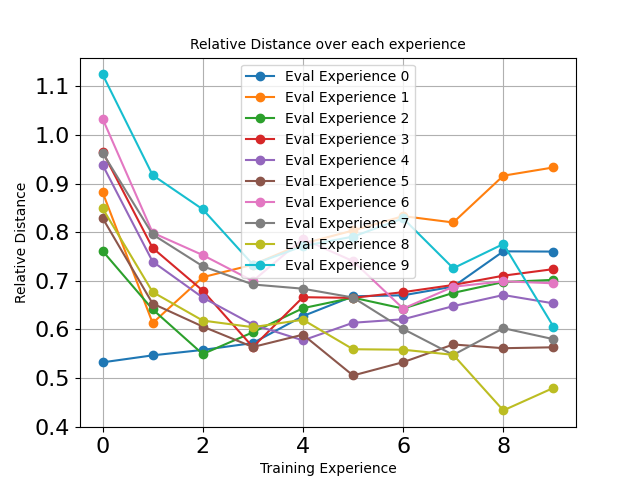 Relative Distance over each experience
Relative Distance
1.1
1.0
0.9
0.8
0.7
0.6
0.5
0.4
Eval Experience 0
Eval Experience 1
Eval Experience 2
Eval Experience 3
Eval Experience 4
Eval Experience 5
Eval Experience 6
Eval Experience 7
Eval Experience 8
Eval Experience 9
0 2 4 6 8
Training Experience